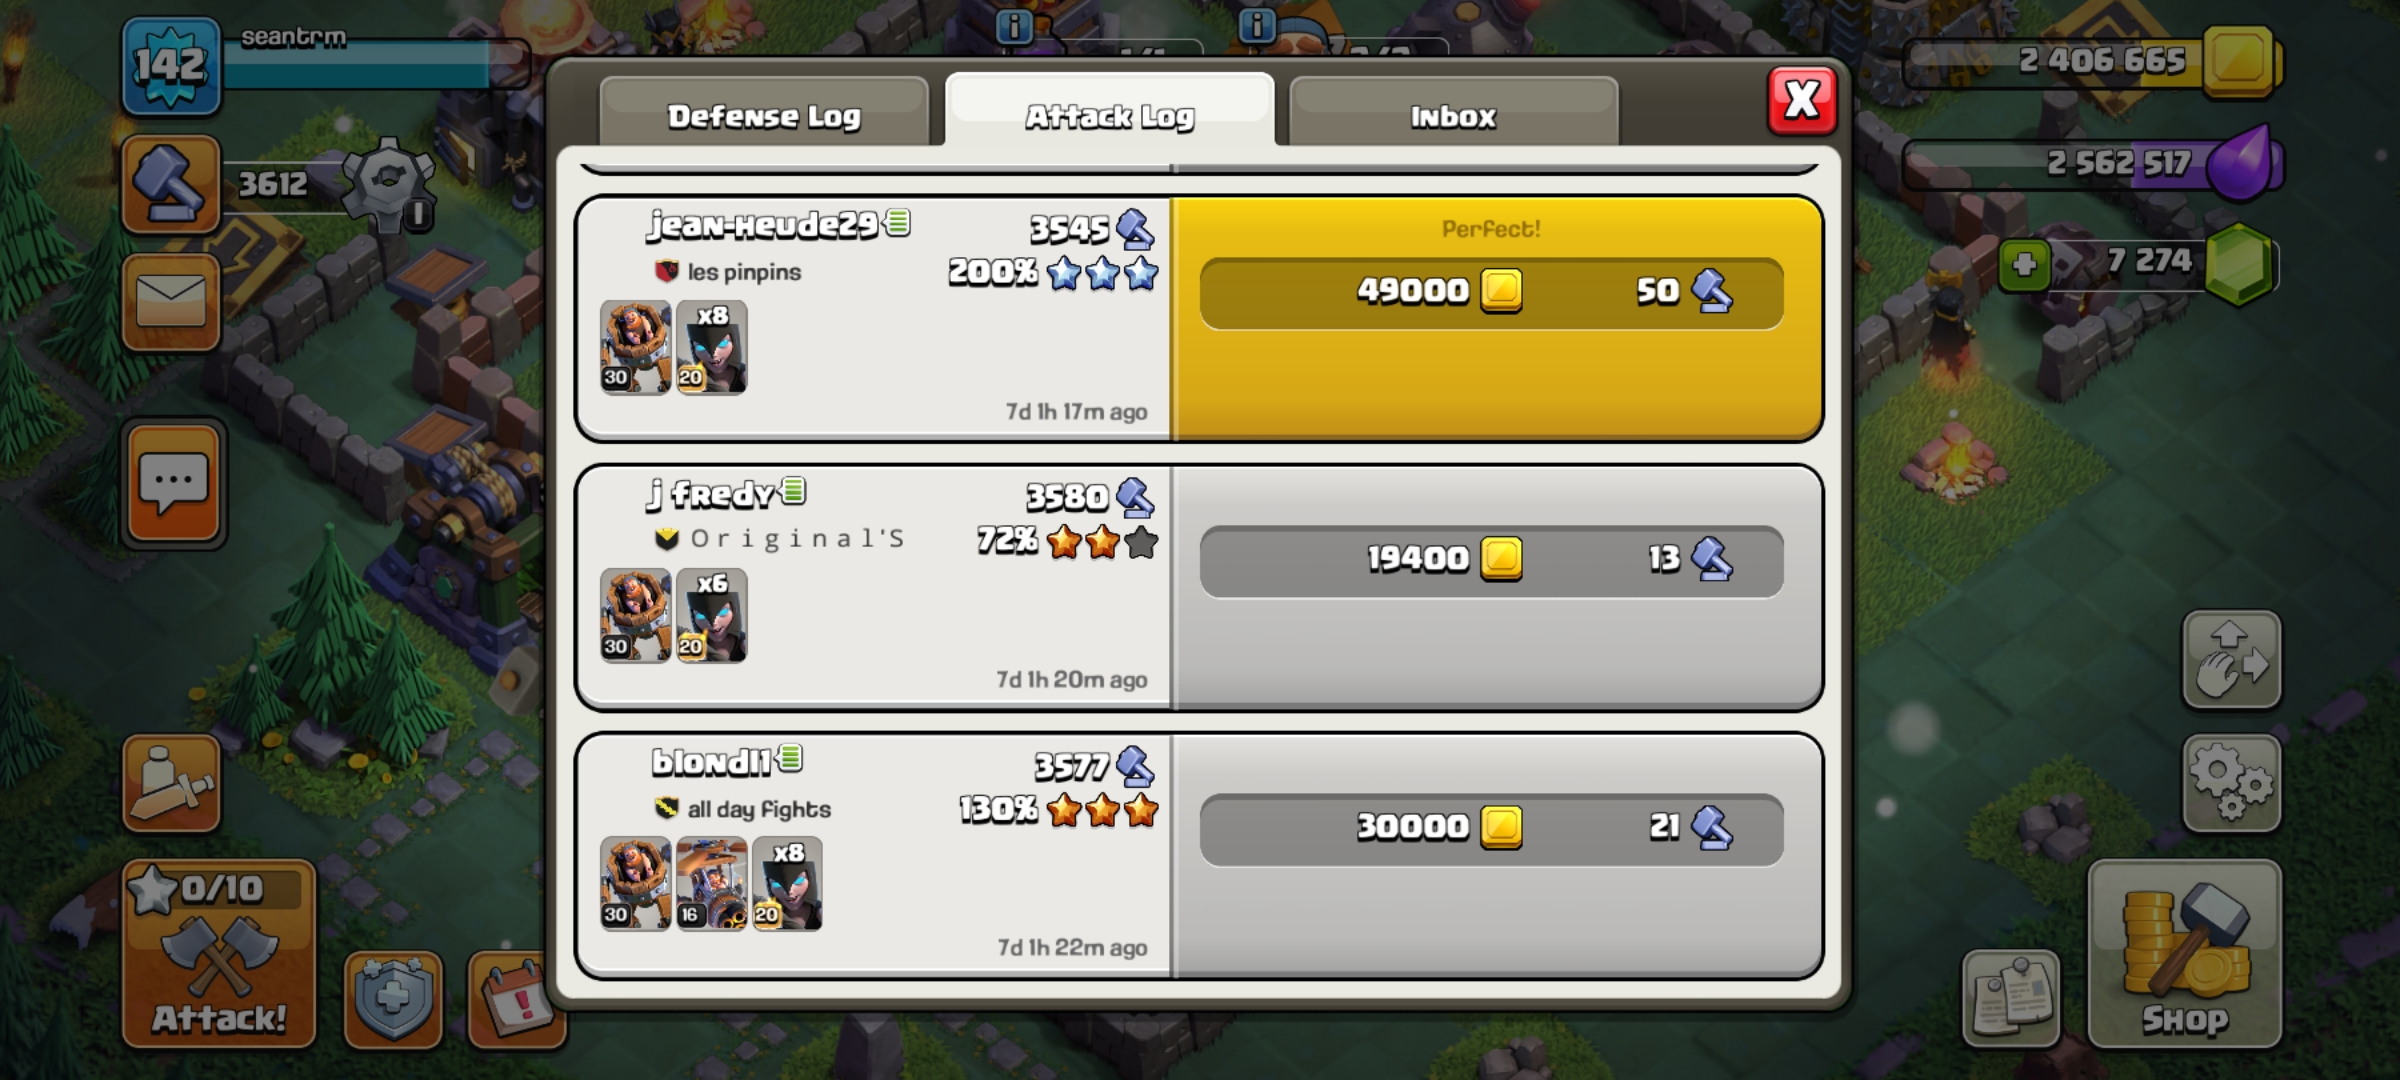 142
seantrm
3612
1
2 406 665
2 562 517
7 274
Defense Log
Attack Log
Inbox
X
jean-Heude29
3545
les pinpins
200%
x8
30
20
7d 1h 17m ago
Perfect!
49000
50
j fredy
3580
O r i g i n a l ' S
72%
x6
30
20
7d 1h 20m ago
19400
13
3577
all day fights
130%
x8
30
16
20
7d 1h 22m ago
30000
21
0/10
Attack!
Shop